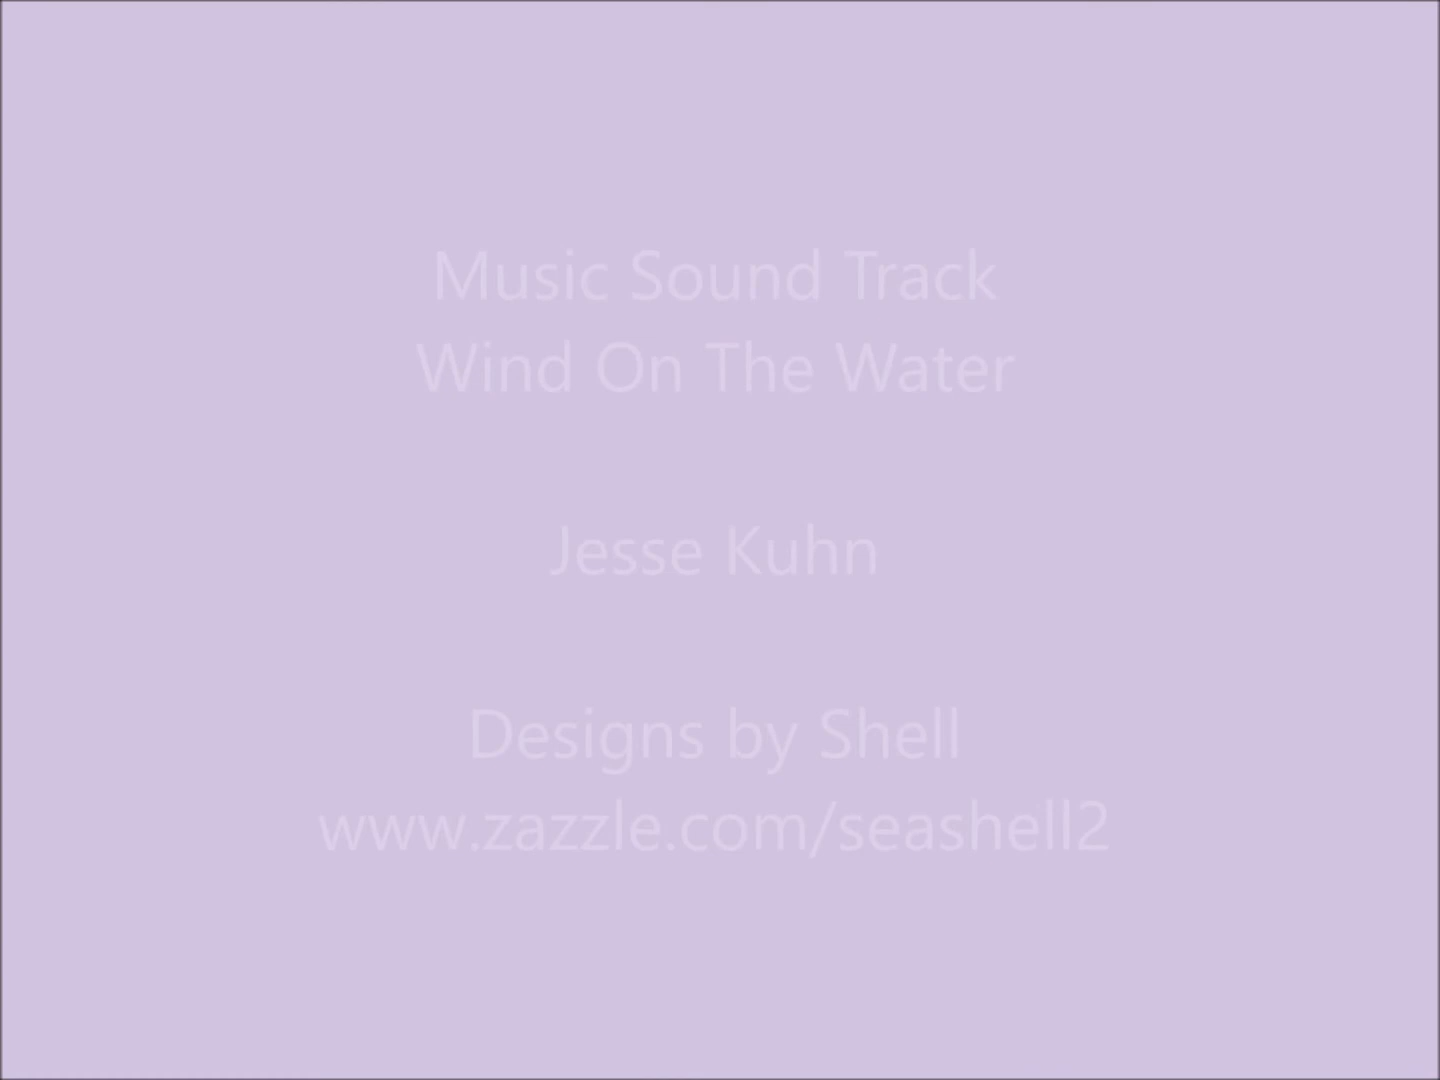 Music Sound Track
Wind On The Water
Jesse Kuhn
Designs by Shell
www.zazzle.com/seashell2